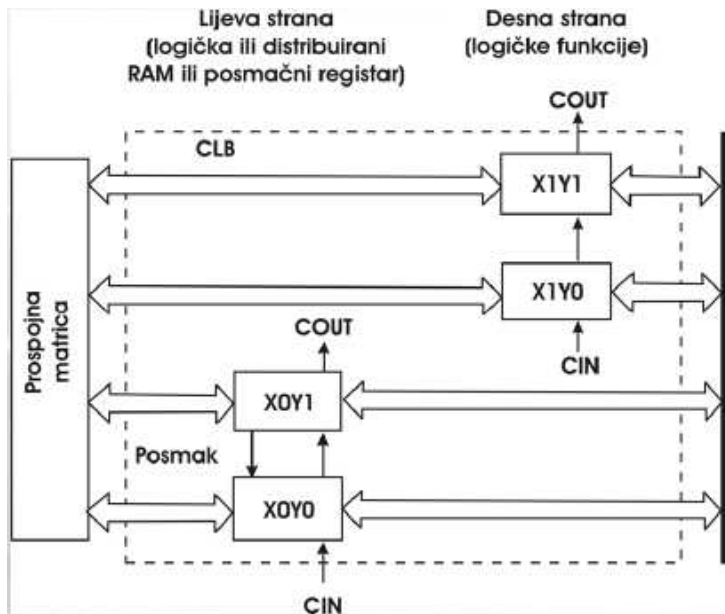 Lijeva strana
(logička ili distribuirani
RAM ili posmačni registar)
Desna strana
(logičke funkcije)
COUT
CLB
X1Y1
X1Y0
COUT
CIN
Prospojna
matrica
X0Y1
Posmak
X0Y0
CIN